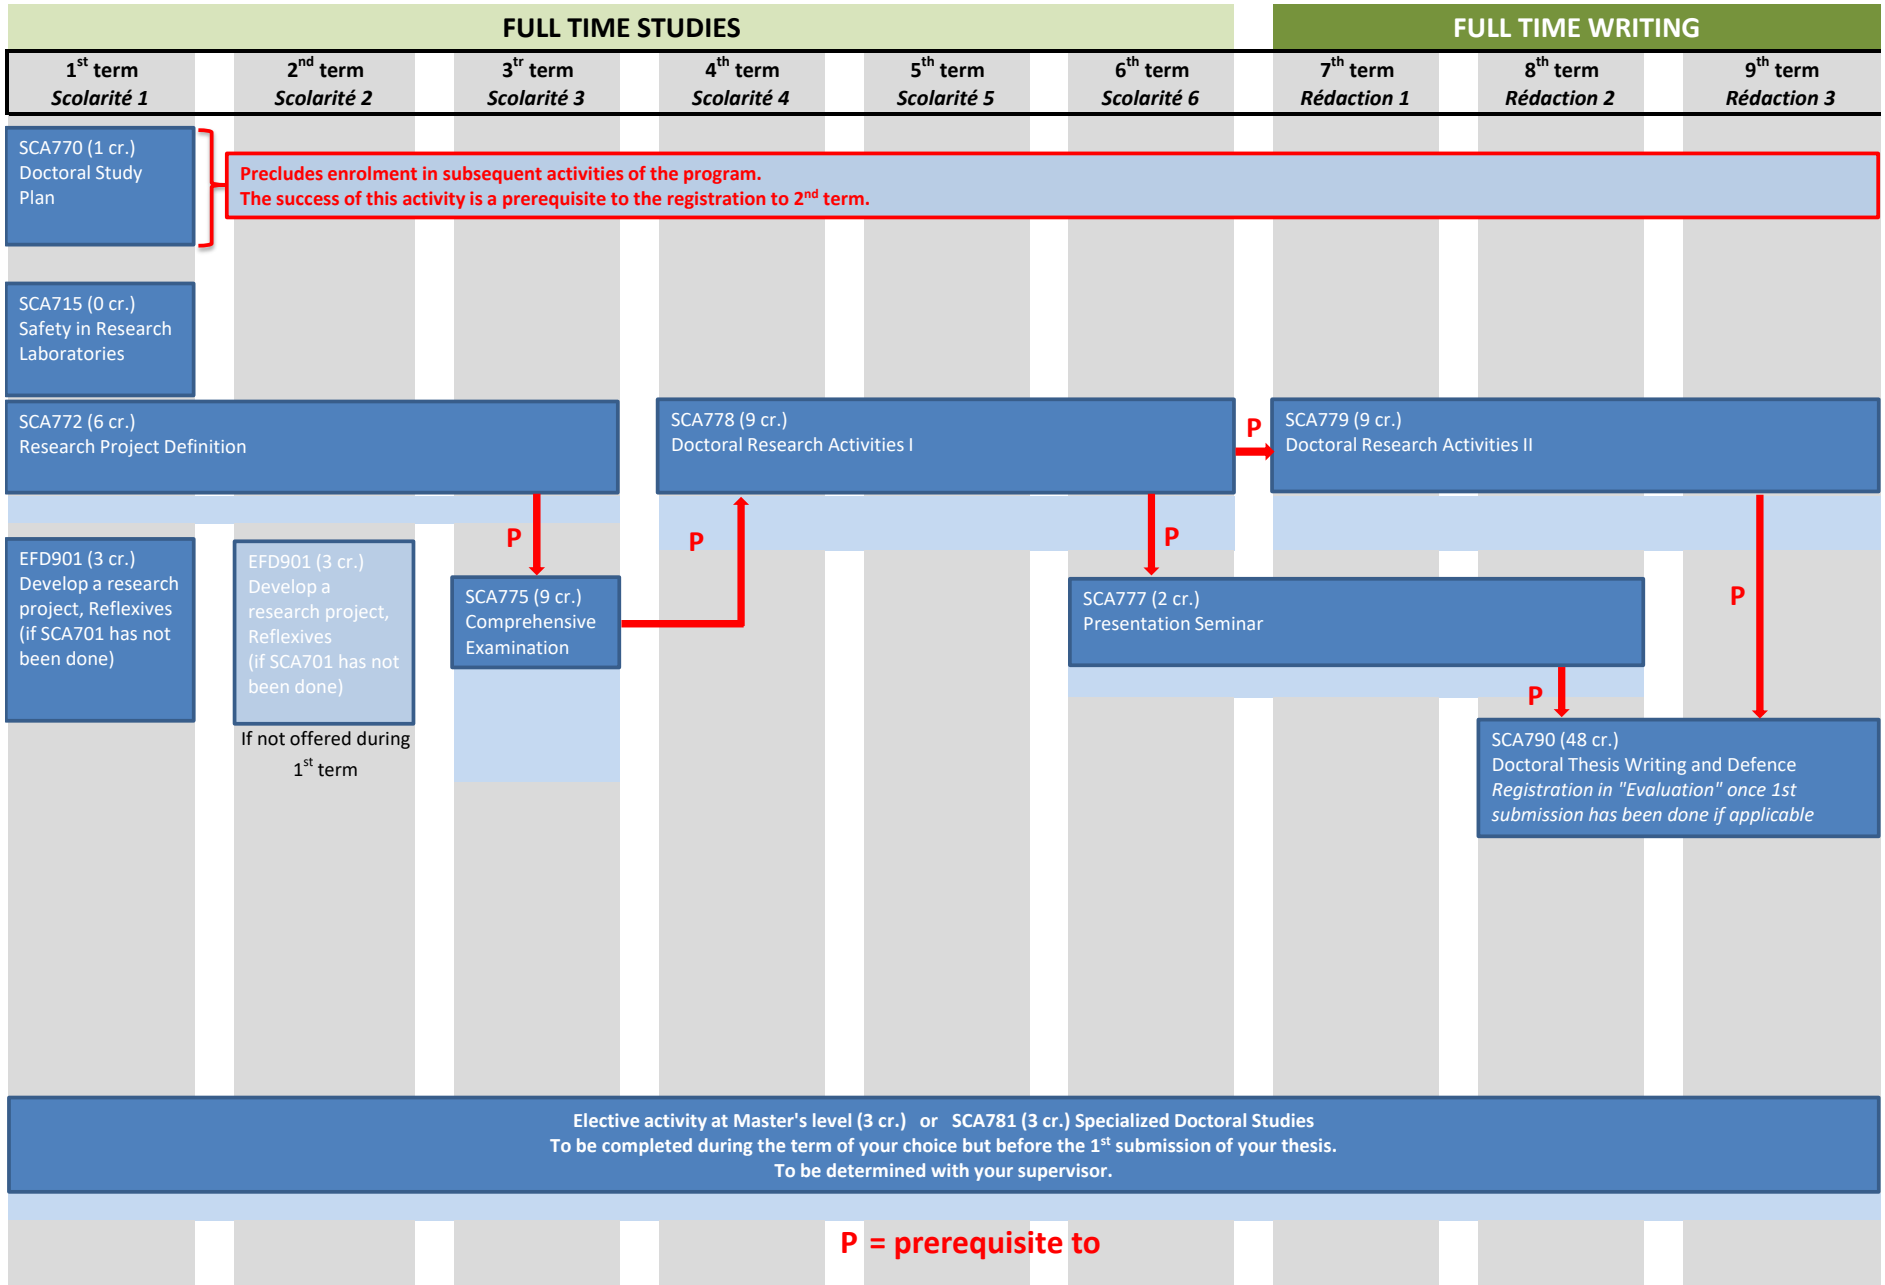 FULL TIME STUDIES
FULL TIME WRITING
1st term
Scolarité 1
2nd term
Scolarité 2
3tr term
Scolarité 3
4th term
Scolarité 4
5th term
Scolarité 5
6th term
Scolarité 6
7th term
Rédaction 1
8th term
Rédaction 2
9th term
Rédaction 3
SCA770 (1 cr.)
Doctoral Study
Plan
Precludes enrolment in subsequent activities of the program.
The success of this activity is a prerequisite to the registration to 2nd term.
SCA715 (0 cr.)
Safety in Research
Laboratories
SCA772 (6 cr.)
Research Project Definition
SCA778 (9 cr.)
Doctoral Research Activities I
P
SCA779 (9 cr.)
Doctoral Research Activities II
P
P
P
EFD901 (3 cr.)
Develop a research
project, Reflexives
(if SCA701 has not
been done)
EFD901 (3 cr.)
Develop a
research project,
Reflexives
(if SCA701 has not
been done)
If not offered during
1st term
SCA775 (9 cr.)
Comprehensive
Examination
SCA777 (2 cr.)
Presentation Seminar
P
P
SCA790 (48 cr.)
Doctoral Thesis Writing and Defence
Registration in "Evaluation" once 1st
submission has been done if applicable
Elective activity at Master's level (3 cr.) or SCA781 (3 cr.) Specialized Doctoral Studies
To be completed during the term of your choice but before the 1st submission of your thesis.
To be determined with your supervisor.
P = prerequisite to